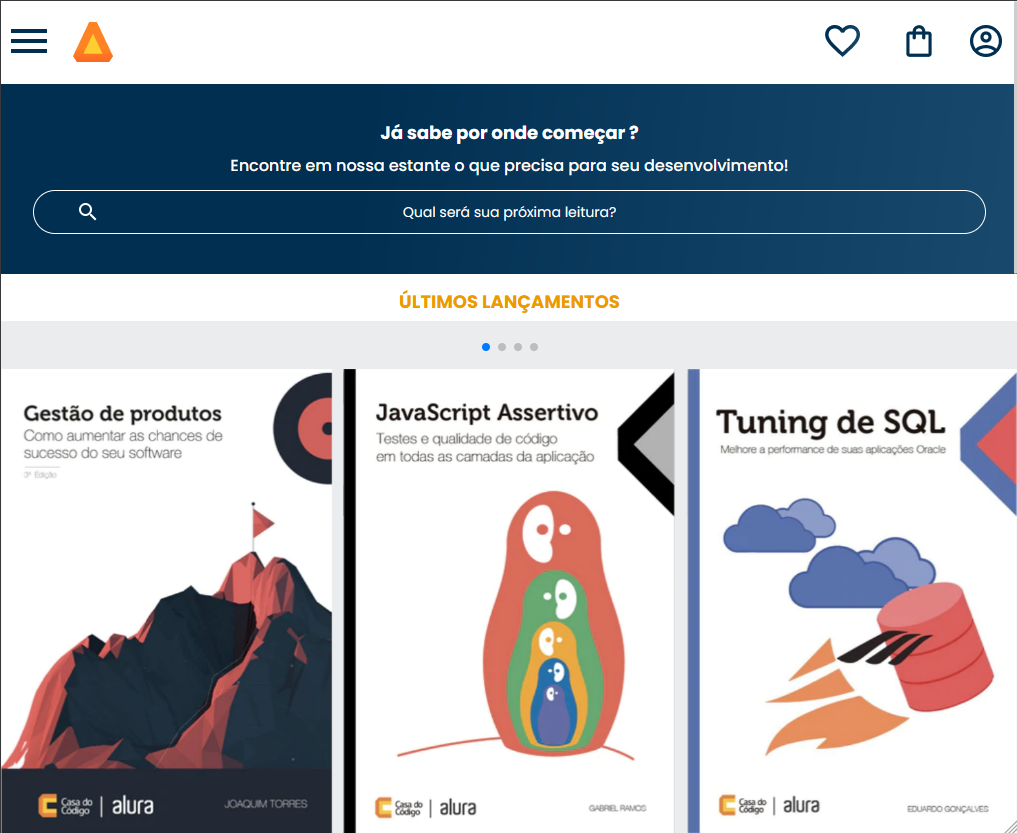 Já sabe por onde começar ?
Encontre em nossa estante o que precisa para seu desenvolvimento!
Qual será sua próxima leitura?
ÚLTIMOS LANÇAMENTOS
Gestão de produtos
Como aumentar as chances de
sucesso do seu software
3ª Edição
Casa do
Código
alura
JOAQUIM TORRES
JavaScript Assertivo
Testes e qualidade de código
em todas as camadas da aplicação
Casa do
Código
alura
GABRIEL RAMOS
Tuning de SQL
Melhore a performance de suas aplicações Oracle
Casa do
Código
alura
EDUARDO GONÇALVES